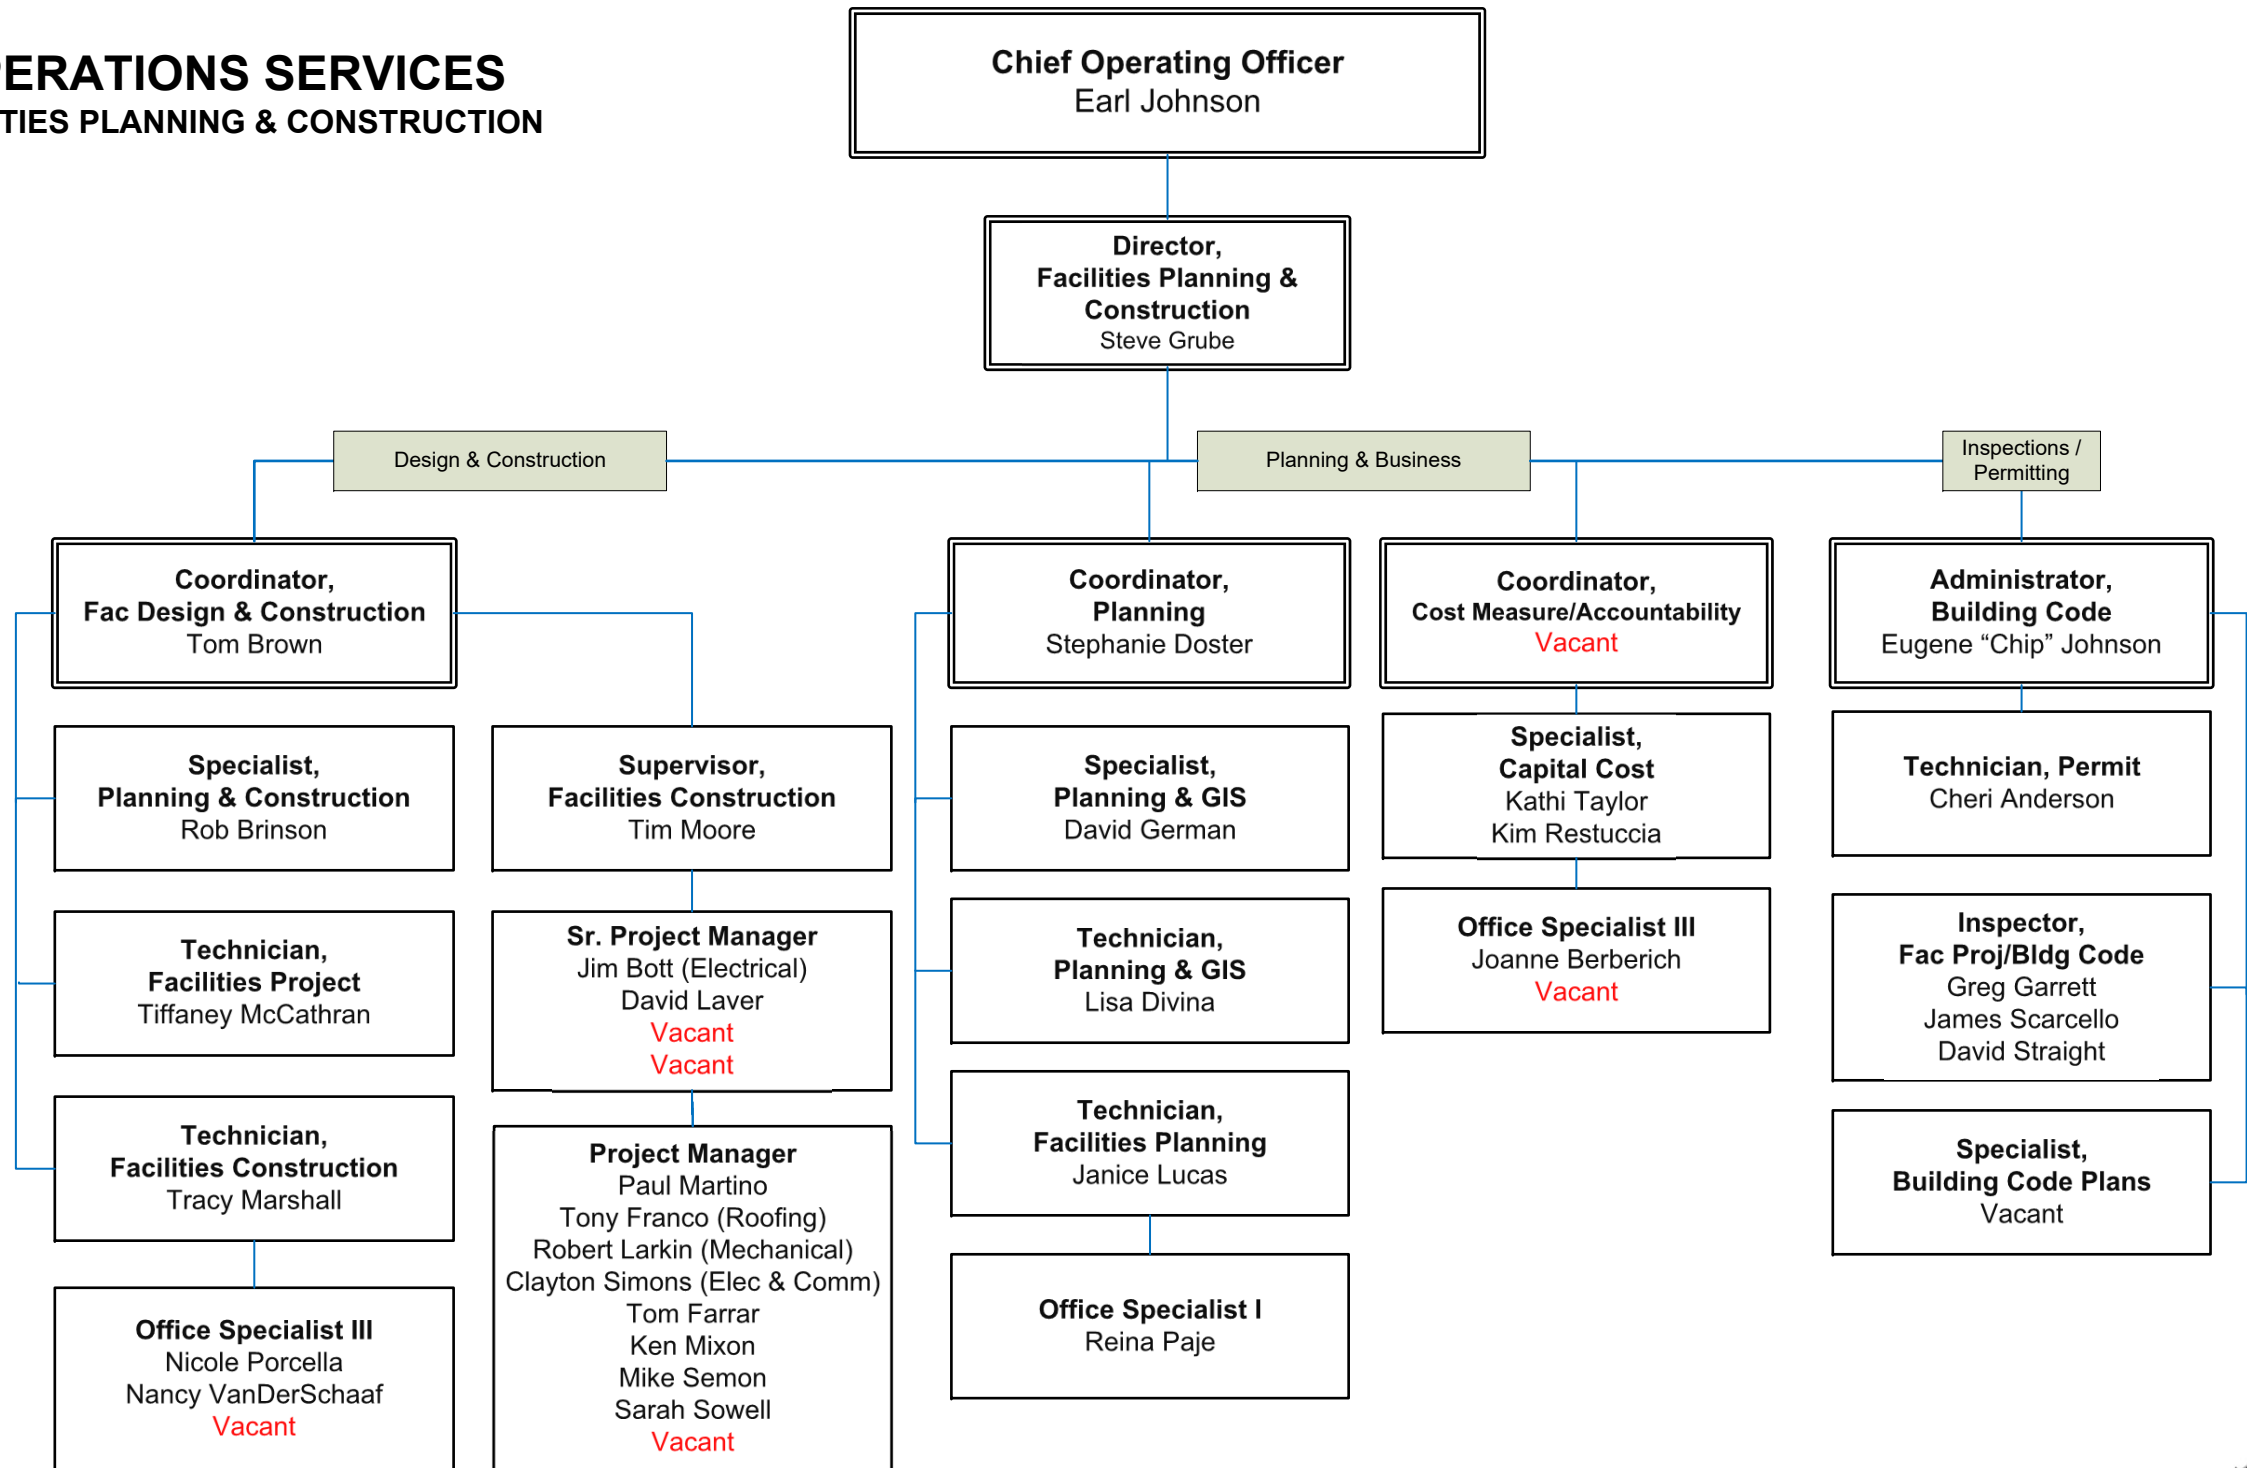 PERATIONS SERVICES
TIES PLANNING & CONSTRUCTION
Chief Operating Officer
Earl Johnson
Director,
Facilities Planning &
Construction
Steve Grube
Design & Construction
Planning & Business
Inspections /
Permitting
Coordinator,
Fac Design & Construction
Tom Brown
Specialist,
Planning & Construction
Rob Brinson
Technician,
Facilities Project
Tiffaney McCathran
Technician,
Facilities Construction
Tracy Marshall
Office Specialist III
Nicole Porcella
Nancy VanDerSchaaf
Vacant
Supervisor,
Facilities Construction
Tim Moore
Sr. Project Manager
Jim Bott (Electrical)
David Laver
Vacant
Vacant
Project Manager
Paul Martino
Tony Franco (Roofing)
Robert Larkin (Mechanical)
Clayton Simons (Elec & Comm)
Tom Farrar
Ken Mixon
Mike Semon
Sarah Sowell
Vacant
Coordinator,
Planning
Stephanie Doster
Specialist,
Planning & GIS
David German
Technician,
Planning & GIS
Lisa Divina
Technician,
Facilities Planning
Janice Lucas
Office Specialist I
Reina Paje
Coordinator,
Cost Measure/Accountability
Vacant
Specialist,
Capital Cost
Kathi Taylor
Kim Restuccia
Office Specialist III
Joanne Berberich
Vacant
Administrator,
Building Code
Eugene “Chip” Johnson
Technician, Permit
Cheri Anderson
Inspector,
Fac Proj/Bldg Code
Greg Garrett
James Scarcello
David Straight
Specialist,
Building Code Plans
Vacant